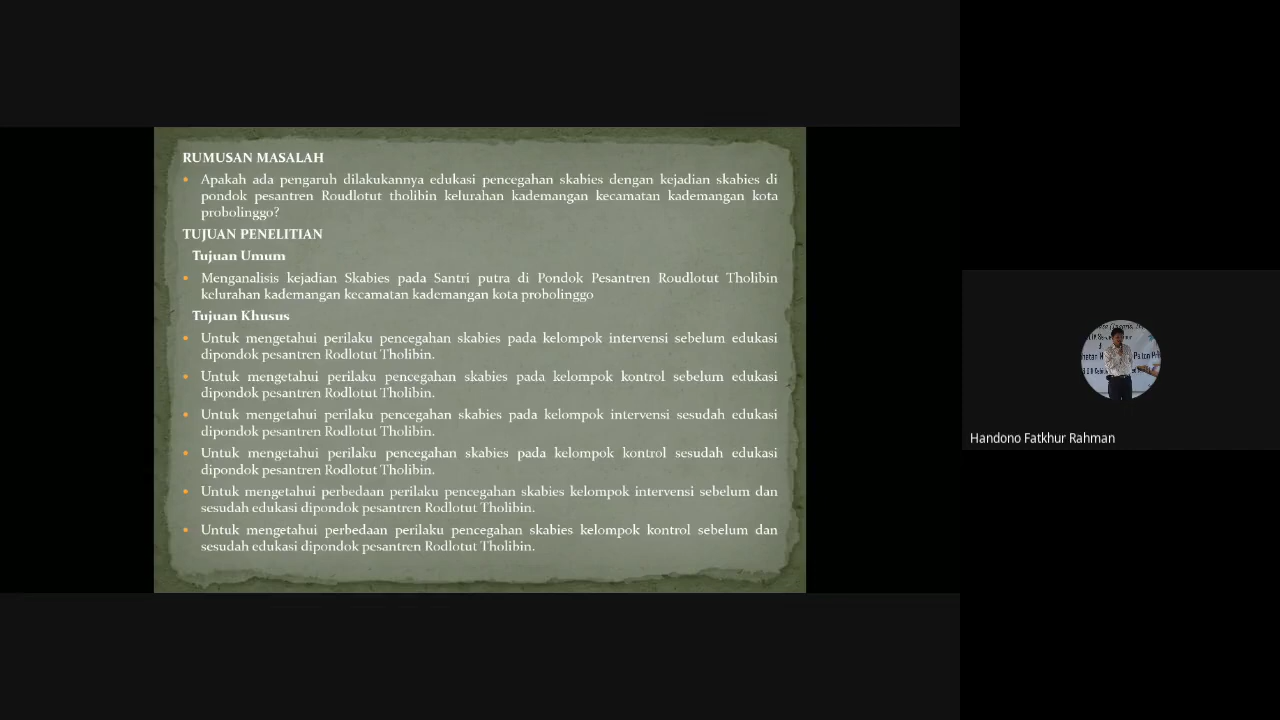 RUMUSAN MASALAH
• Apakah ada pengaruh dilakukannya edukasi pencegahan skabies dengan kejadian skabies di
pondok pesantren Roudlotut tholibin kelurahan kademangan kecamatan kademangan kota
probolinggo?
TUJUAN PENELITIAN
Tujuan Umum
• Menganalisis kejadian Skabies pada Santri putra di Pondok Pesantren Roudlotut Tholibin
kelurahan kademangan kecamatan kademangan kota probolinggo
Tujuan Khusus
• Untuk mengetahui perilaku pencegahan skabies pada kelompok intervensi sebelum edukasi
dipondok pesantren Rodlotut Tholibin.
• Untuk mengetahui perilaku pencegahan skabies pada kelompok kontrol sebelum edukasi
dipondok pesantren Rodlotut Tholibin.
• Untuk mengetahui perilaku pencegahan skabies pada kelompok intervensi sesudah edukasi
dipondok pesantren Rodlotut Tholibin.
• Untuk mengetahui perilaku pencegahan skabies pada kelompok kontrol sesudah edukasi
dipondok pesantren Rodlotut Tholibin.
• Untuk mengetahui perbedaan perilaku pencegahan skabies kelompok intervensi sebelum dan
sesudah edukasi dipondok pesantren Rodlotut Tholibin.
• Untuk mengetahui perbedaan perilaku pencegahan skabies kelompok kontrol sebelum dan
sesudah edukasi dipondok pesantren Rodlotut Tholibin.
Handono Fatkhur Rahman